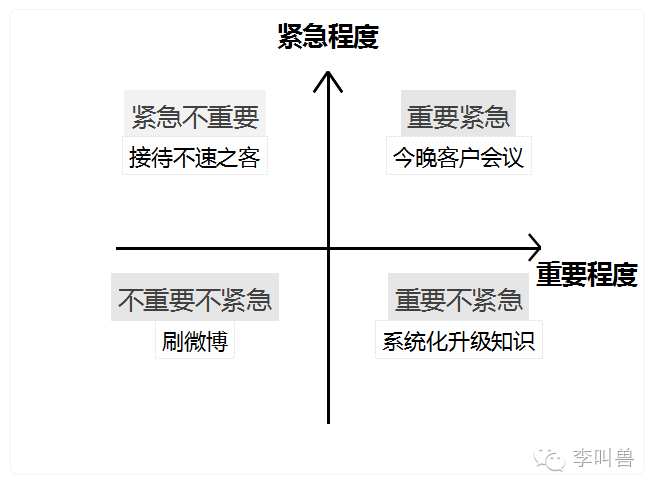 紧急程度
紧急不重要
接待不速之客
重要紧急
今晚客户会议
重要程度
不重要不紧急
刷微博
重要不紧急
系统化升级知识
李叫兽